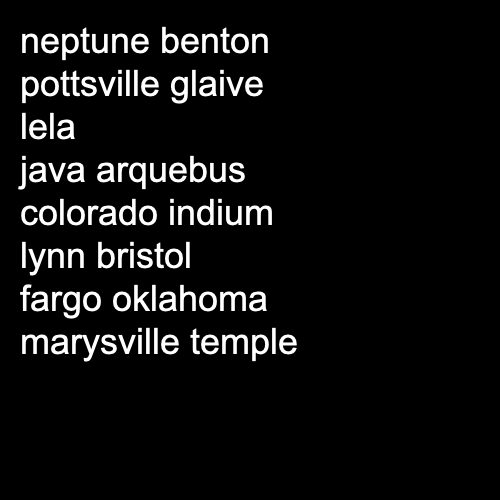 neptune benton
pottsville glaive
lela
java arquebus
colorado indium
lynn bristol
fargo oklahoma
marysville temple